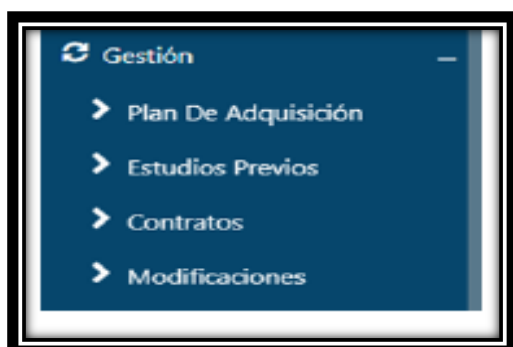 Gestión
Plan De Adquisición
Estudios Previos
Contratos
Modificaciones